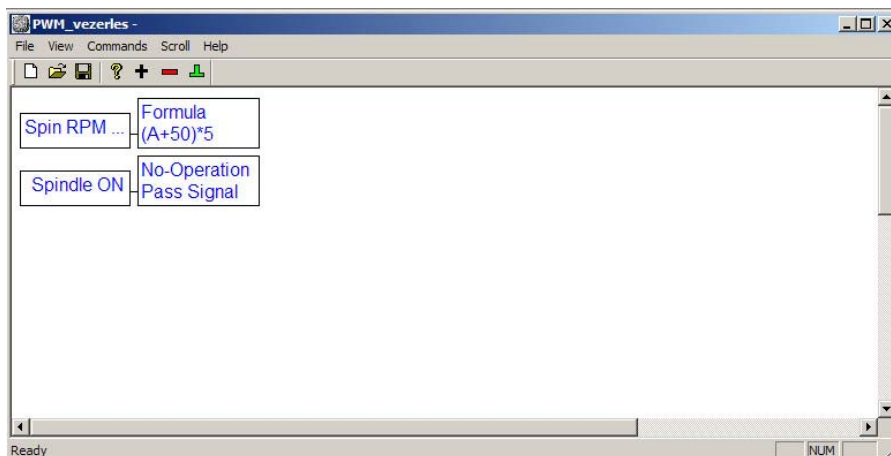 PWM_vezerles -
File View Commands Scroll Help
Spin RPM ...
Formula
(A+50)*5
Spindle ON
No-Operation
Pass Signal
Ready
NUM